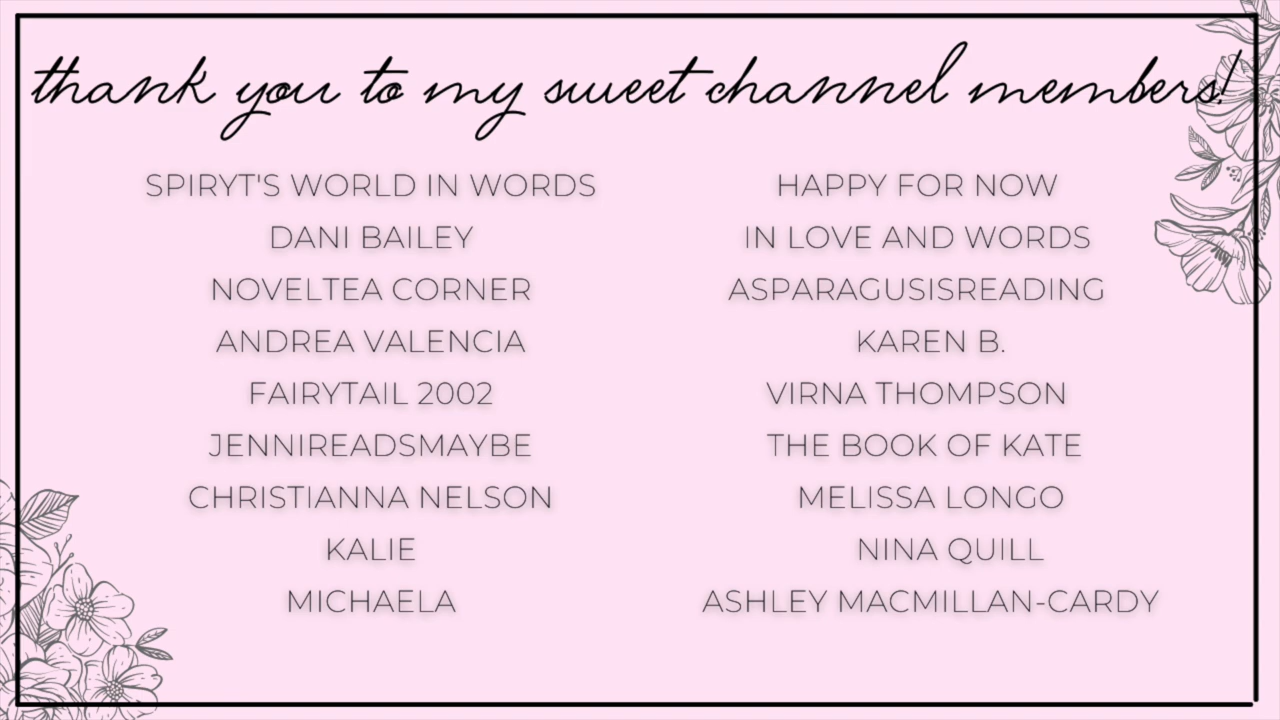 thank you to my sweet channel members!
SPIRYT'S WORLD IN WORDS
DANI BAILEY
NOVELTEA CORNER
ANDREA VALENCIA
FAIRYTAIL 2002
JENNIREADSMAYBE
CHRISTIANNA NELSON
KALIE
MICHAELA
HAPPY FOR NOW
IN LOVE AND WORDS
ASPARAGUSISREADING
KAREN B.
VIRNA THOMPSON
THE BOOK OF KATE
MELISSA LONGO
NINA QUILL
ASHLEY MACMILLAN-CARDY